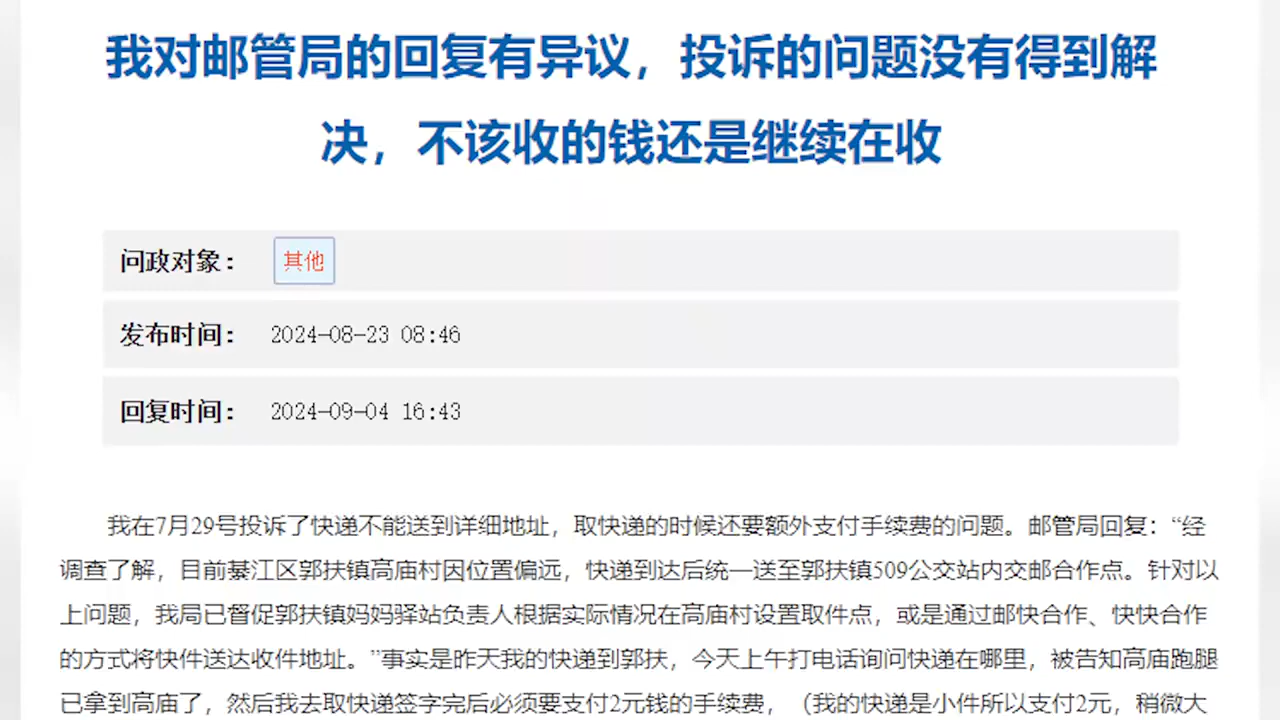 我对邮管局的回复有异议，投诉的问题没有得到解
决，不该收的钱还是继续在收
问政对象： 其他
发布时间： 2024-08-23 08:46
回复时间： 2024-09-04 16:43
我在7月29号投诉了快递不能送到详细地址，取快递的时候还要额外支付手续费的问题。邮管局回复：“经
调查了解，目前綦江区郭扶镇高庙村因位置偏远，快递到达后统一送至郭扶镇509公交站内交邮合作点。针对以
上问题，我局已督促郭扶镇妈妈驿站负责人根据实际情况在高庙村设置取件点，或是通过邮快合作、快快合作
的方式将快件送达收件地址。”事实是昨天我的快递到郭扶，今天上午打电话询问快递在哪里，被告知高庙跑腿
已拿到高庙了，然后我去取快递签字完后必须要支付2元钱的手续费，（我的快递是小件所以支付2元，稍微大